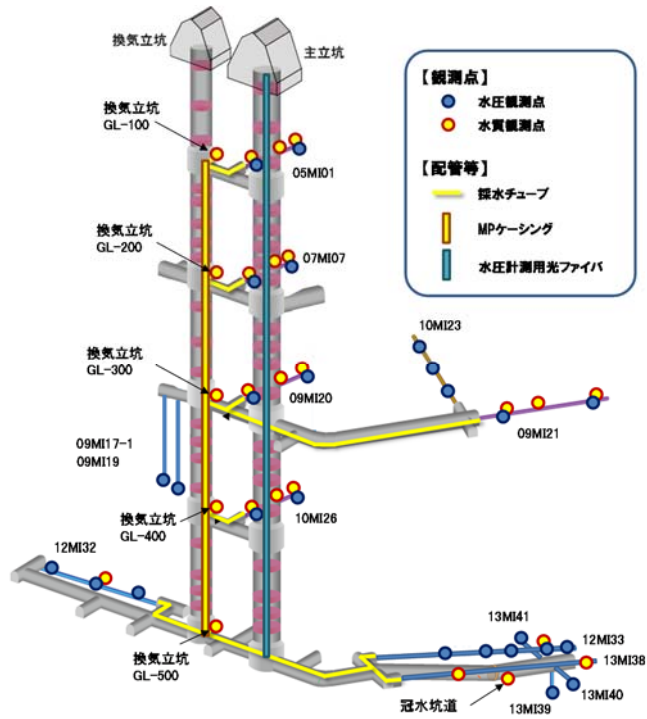 換気立坑
主立坑
【観測点】
水圧観測点
水質観測点
【配管等】
採水チューブ
MPケーシング
水圧計測用光ファイバ
換気立坑
GL-100
05MI01
換気立坑
GL-200
07MI07
10MI23
換気立坑
GL-300
09MI20
09MI21
09MI17-1
09MI19
換気立坑
GL-400
10MI26
12MI32
13MI41
12MI33
13MI38
換気立坑
GL-500
冠水坑道
13MI39
13MI40